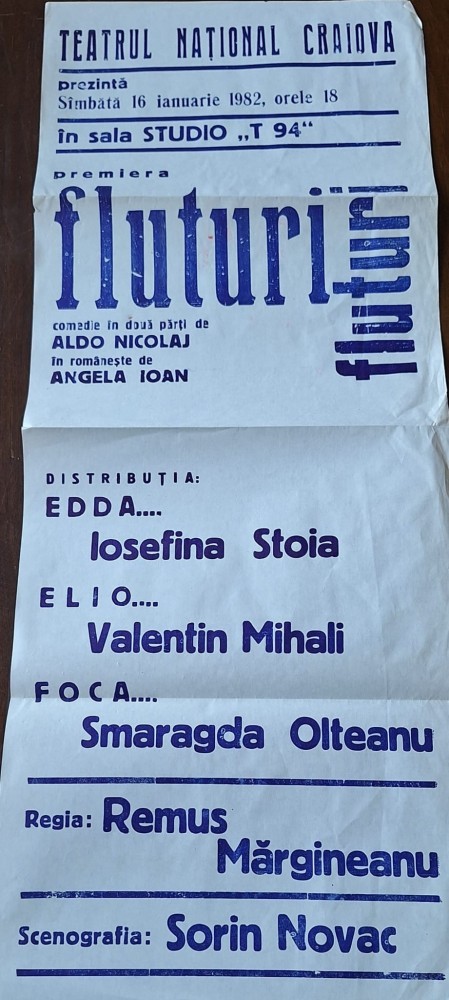 TEATRUL NAȚIONAL CRAIOVA
prezintă
Sîmbătă 16 ianuarie 1982, orele 18
în sala STUDIO „T 94“
premiera
fluturi
fluturi
comedie în două părți de
ALDO NICOLAJ
în românește de
ANGELA IOAN
DISTRIBUȚIA:
EDDA....
Iosefina Stoia
ELIO....
Valentin Mihali
FOCA....
Smaragda Olteanu
Regia: Remus
Mărgineanu
Scenografia: Sorin Novac